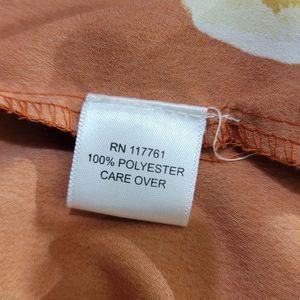 RN 117761
100% POLYESTER
CARE OVER